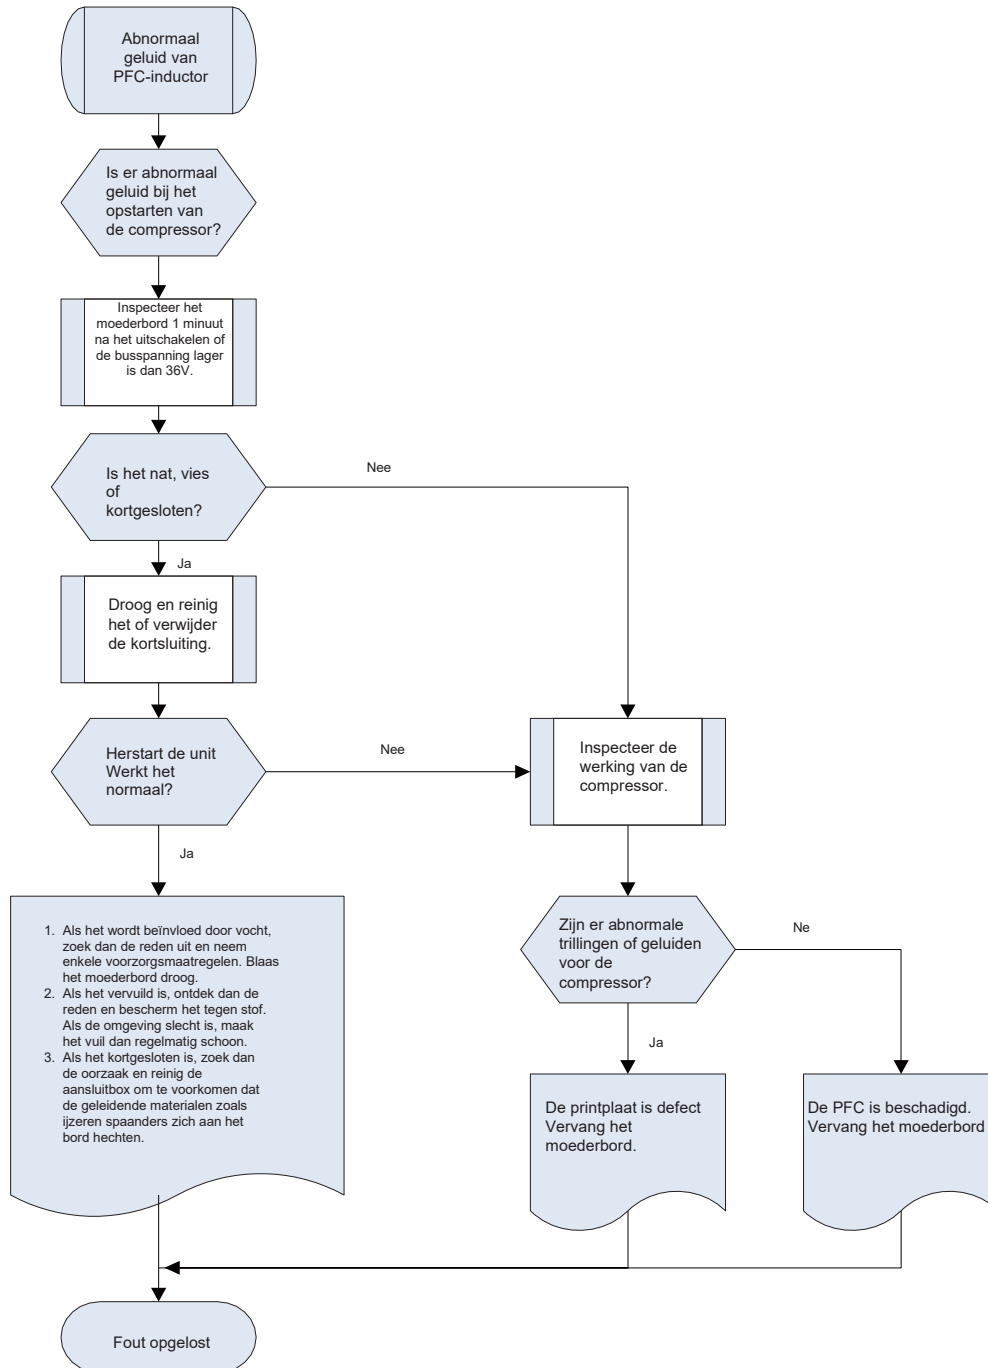 Abnormaal
geluid van
PFC-inductor
Is er abnormaal
geluid bij het
opstarten van
de compressor?
Inspecteer het
moederbord 1 minuut
na het uitschakelen of
de busspanning lager
is dan 36V.
Is het nat, vies
of
kortgesloten?
Nee
Ja
Droog en reinig
het of verwijder
de kortsluiting.
Herstart de unit
Werkt het
normaal?
Nee
Inspecteer de
werking van de
compressor.
Ja
1. Als het wordt beïnvloed door vocht,
zoek dan de reden uit en neem
enkele voorzorgsmaatregelen. Blaas
het moederbord droog.
2. Als het vervuild is, ontdek dan de
reden en bescherm het tegen stof.
Als de omgeving slecht is, maak
het vuil dan regelmatig schoon.
3. Als het kortgesloten is, zoek dan
de oorzaak en reinig de
aansluitbox om te voorkomen dat
de geleidende materialen zoals
ijzeren spaanders zich aan het
bord hechten.
Zijn er abnormale
trillingen of geluiden
voor de
compressor?
Ne
Ja
De printplaat is defect
Vervang het
moederbord.
De PFC is beschadigd.
Vervang het moederbord
Fout opgelost